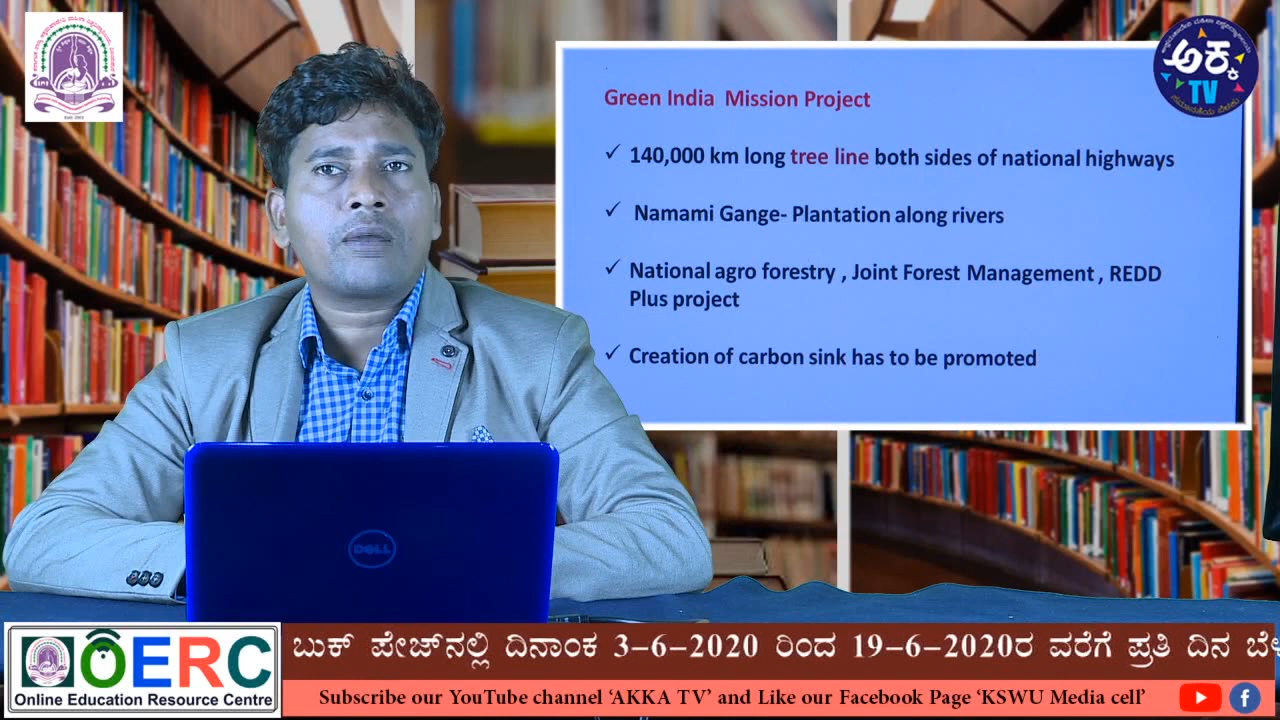 ಅಕ್ಕ
TV
Green India Mission Project
✓ 140,000 km long tree line both sides of national highways
✓ Namami Gange- Plantation along rivers
✓ National agro forestry , Joint Forest Management , REDD
Plus project
✓ Creation of carbon sink has to be promoted
DELL
OERC
Online Education Resource Centre
ಬುಕ್ ಪೇಜ್‌ನಲ್ಲಿ ದಿನಾಂಕ 3-6-2020 ರಿಂದ 19-6-2020ರ ವರೆಗೆ ಪ್ರತಿ ದಿನ
Subscribe our YouTube channel ‘AKKA TV’ and Like our Facebook Page ‘KSWU Media cell’